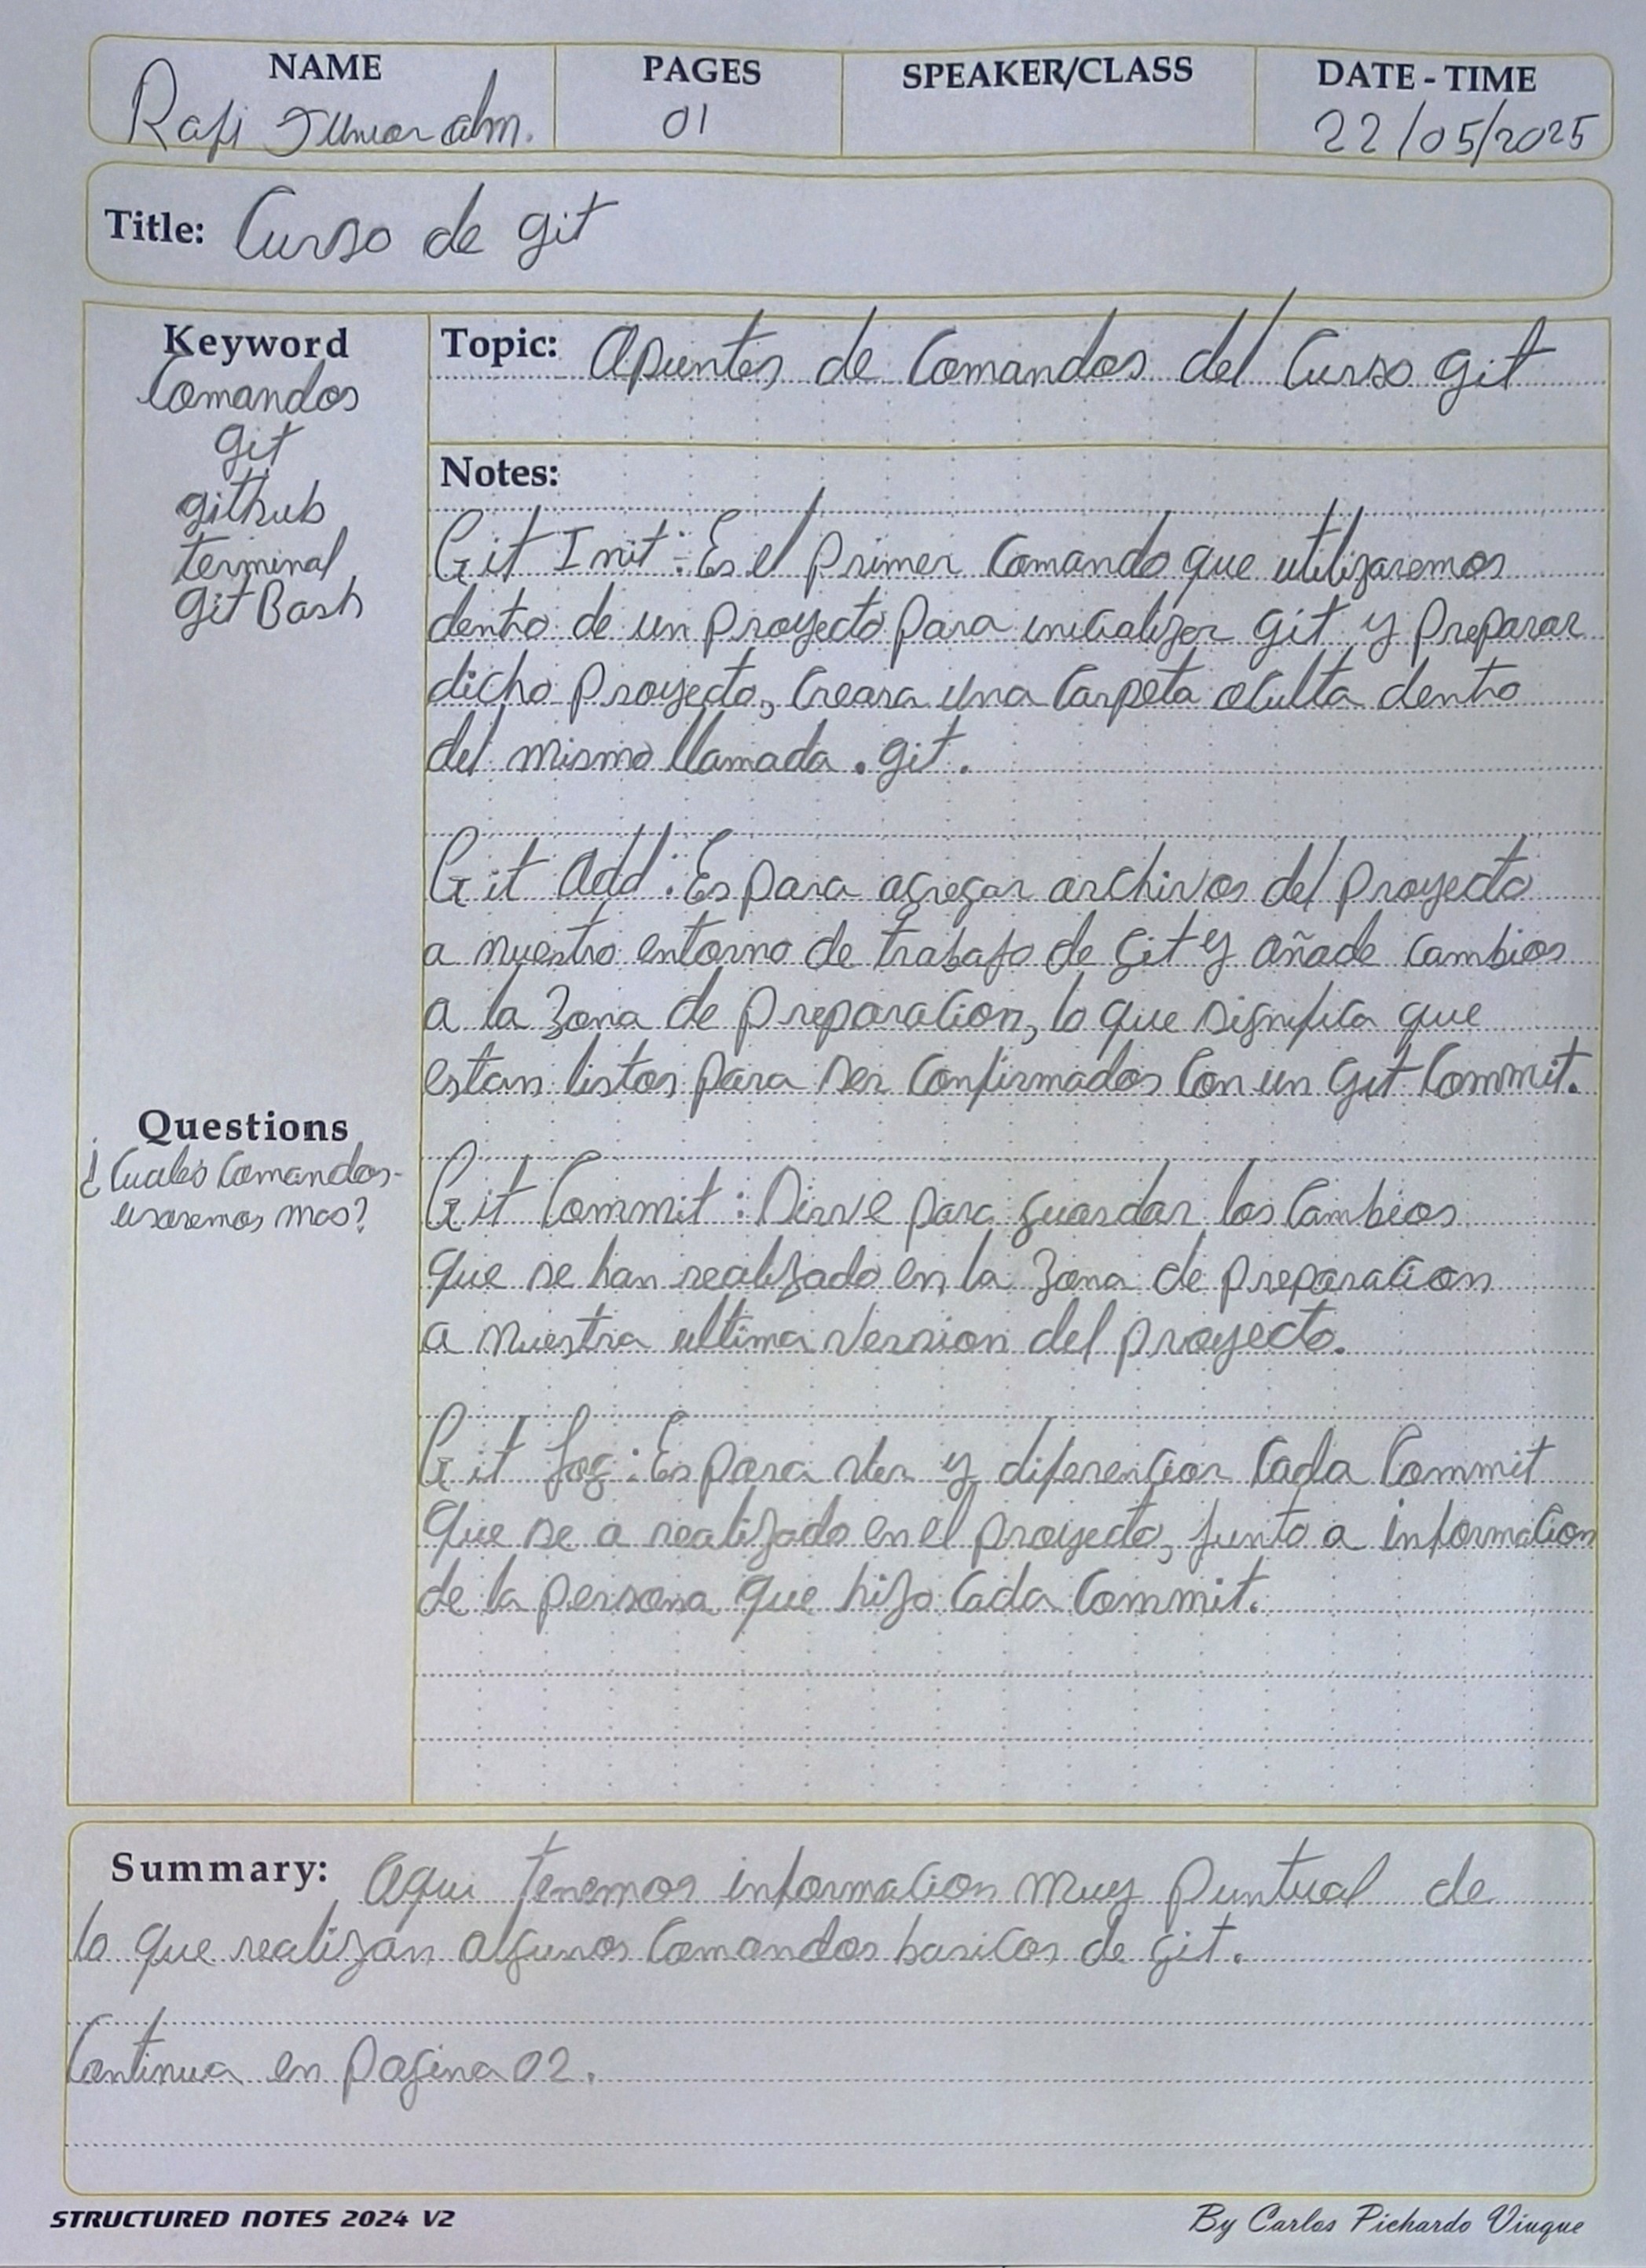 NAME PAGES SPEAKER/CLASS DATE - TIME
Rafi Junior alm. 01 22/05/2025
Title: Curso de git
Keyword
Comandos
git
github
terminal
git Bash
Questions
¿Cuales Comandos
usaremos mas?
Topic: Apuntes de Comandos del Curso git
Notes:
Git Init: Es el Primer Comando que utilizaremos
dentro de un Proyecto para inicializar git y Preparar
dicho Proyecto, Creara una Carpeta oculta dentro
del mismo llamada .git.
Git Add: Es para agregar archivos del Proyecto
a nuestro entorno de trabajo de git y añade cambios
a la zona de preparacion, lo que significa que
estan listos para ser Confirmados Con un git Commit.
Git Commit: Sirve para guardar los Cambios
que se han realizado en la zona de preparacion
a nuestra ultima version del proyecto.
Git Log: Es para ver y diferenciar Cada Commit
que se a realizado en el proyecto, junto a informacion
de la persona que hizo Cada Commit.
Summary: Aqui tenemos informacion muy puntual de
lo que realizan algunos Comandos basicos de git.
Continua en pagina 02.
STRUCTURED NOTES 2024 V2 By Carlos Pichardo Viuque